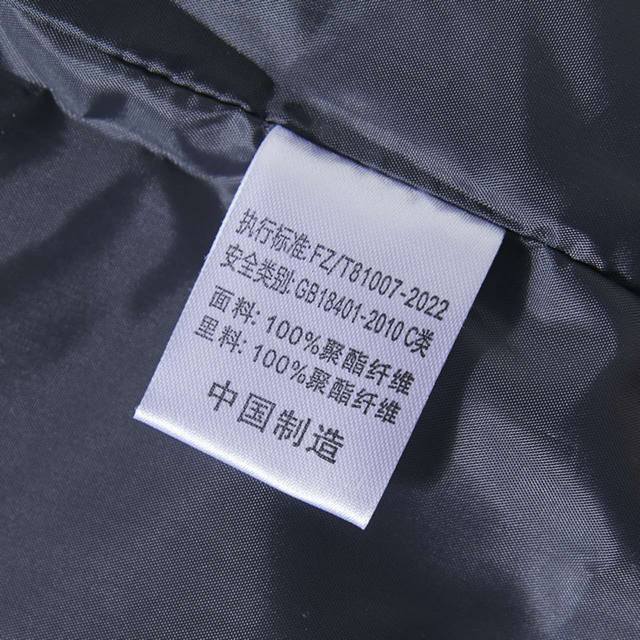 执行标准:FZ/T81007-2022
安全类别:GB18401-2010 C类
面料: 100%聚酯纤维
里料: 100%聚酯纤维
中国制造